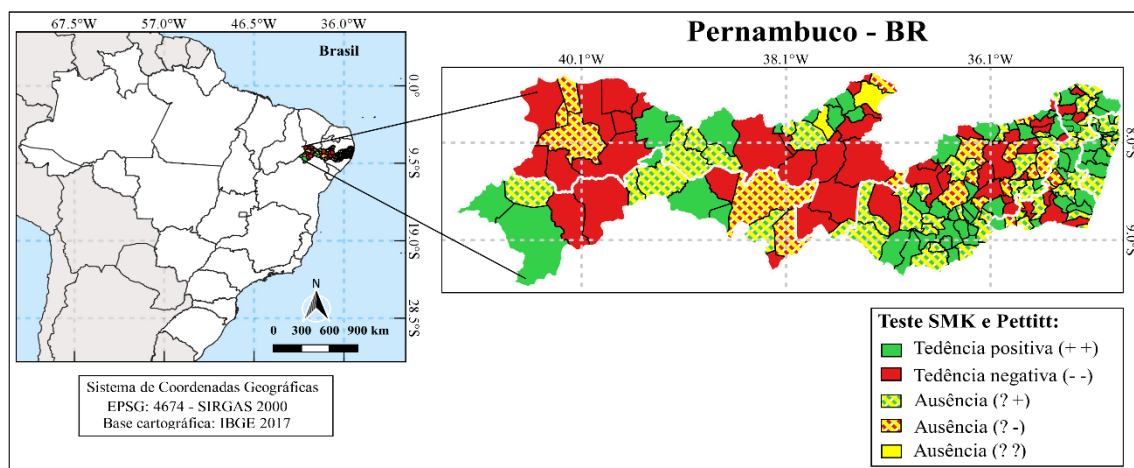 67.5°W 57.0°W 46.5°W 36.0°W
Brasil
0.0°
9.5°S
19.0°S
28.5°S
N
0 300 600 900 km
Sistema de Coordenadas Geográficas
EPSG: 4674 - SIRGAS 2000
Base cartográfica: IBGE 2017
Pernambuco - BR
40.1°W 38.1°W 36.1°W
8.0°S
9.0°S
Teste SMK e Pettitt:
Tedência positiva (+ +)
Tedência negativa (- -)
Ausência (? +)
Ausência (? -)
Ausência (? ?)